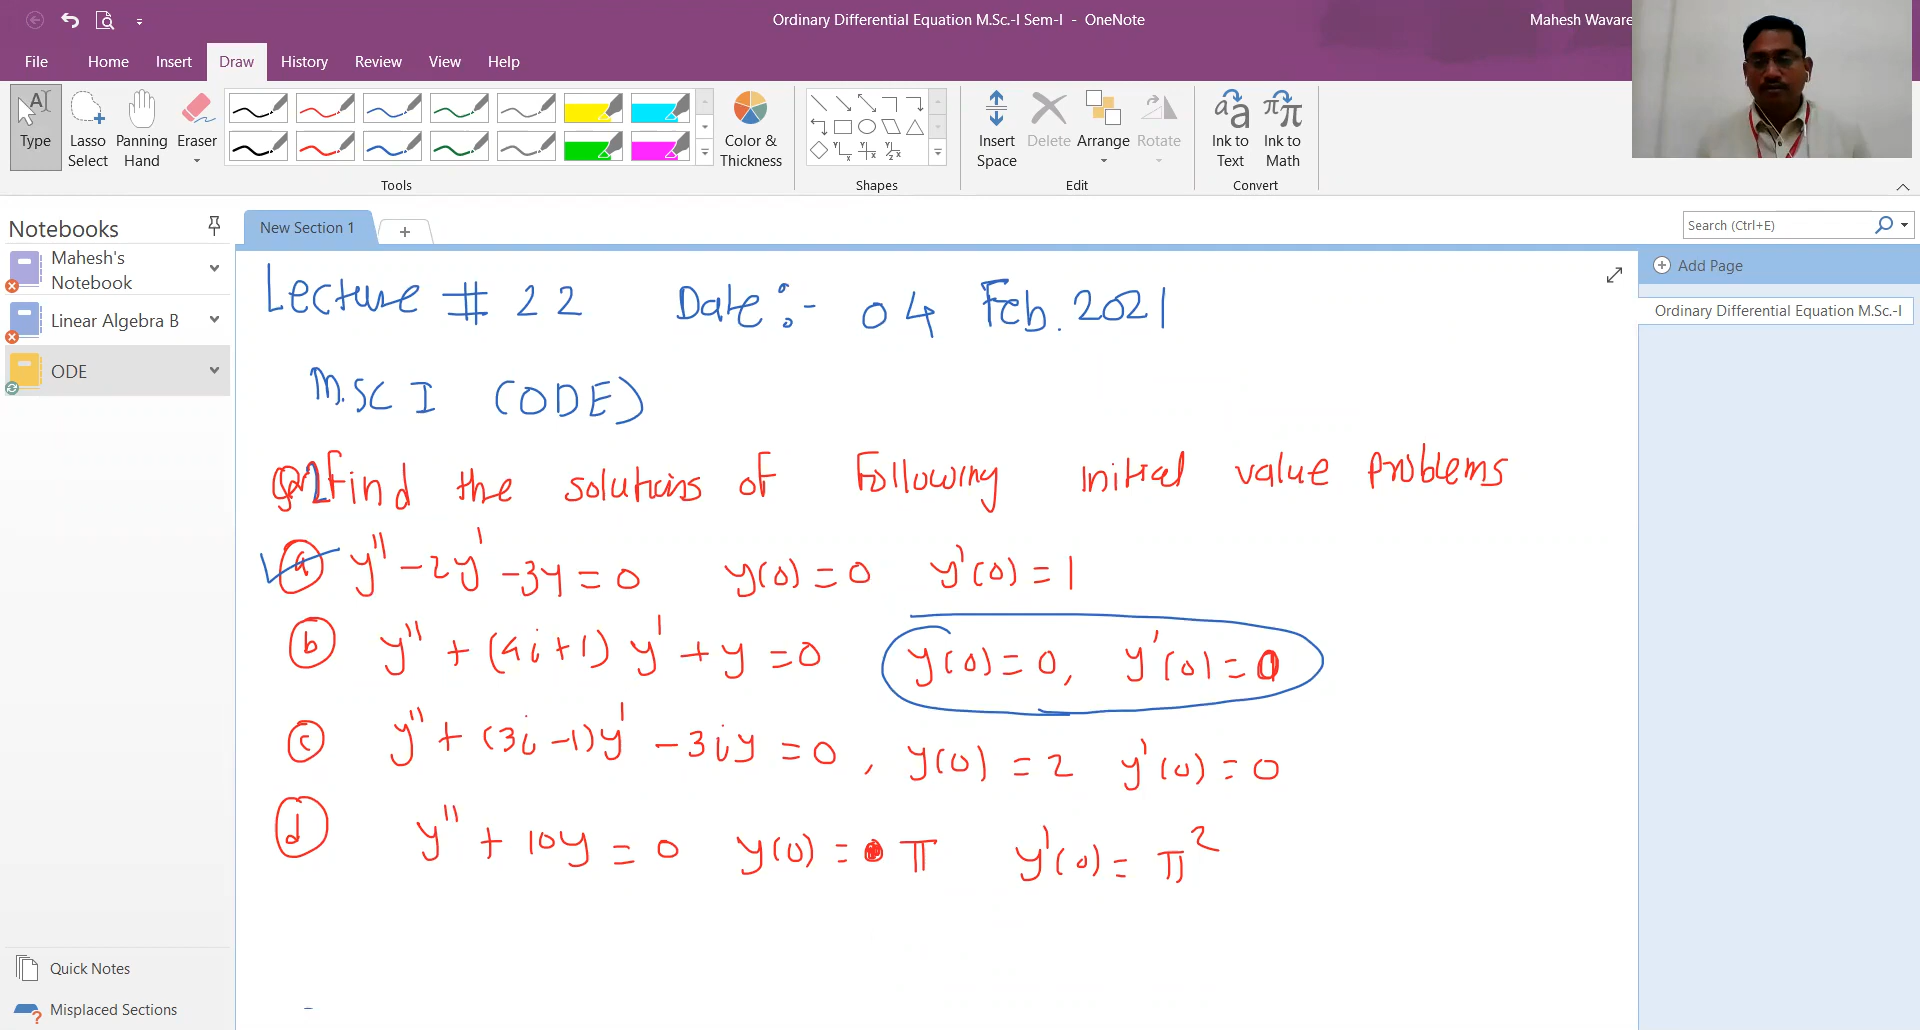 Ordinary Differential Equation M.Sc.-I Sem-I - OneNote
Mahesh Wavare
File Home Insert Draw History Review View Help
Type
Lasso Select
Panning Hand
Eraser
Color & Thickness
Insert Space
Delete
Arrange
Rotate
Ink to Text
Ink to Math
Tools
Shapes
Edit
Convert
Notebooks
New Section 1
+
Search (Ctrl+E)
Mahesh's Notebook
Linear Algebra B
ODE
Quick Notes
Misplaced Sections
Add Page
Ordinary Differential Equation M.Sc.-I
Lecture # 22 Date :- 04 Feb. 2021
M.SC I (ODE)
Find the solutions of Following initial value problems
(a) y'' - 2y' - 3y = 0 y(0) = 0 y'(0) = 1
(b) y'' + (4i+1) y' + y = 0 y(0) = 0, y'(0) = 0
(c) y'' + (3i-1)y' - 3iy = 0, y(0) = 2 y'(0) = 0
(d) y'' + 10y = 0 y(0) = π y'(0) = π²